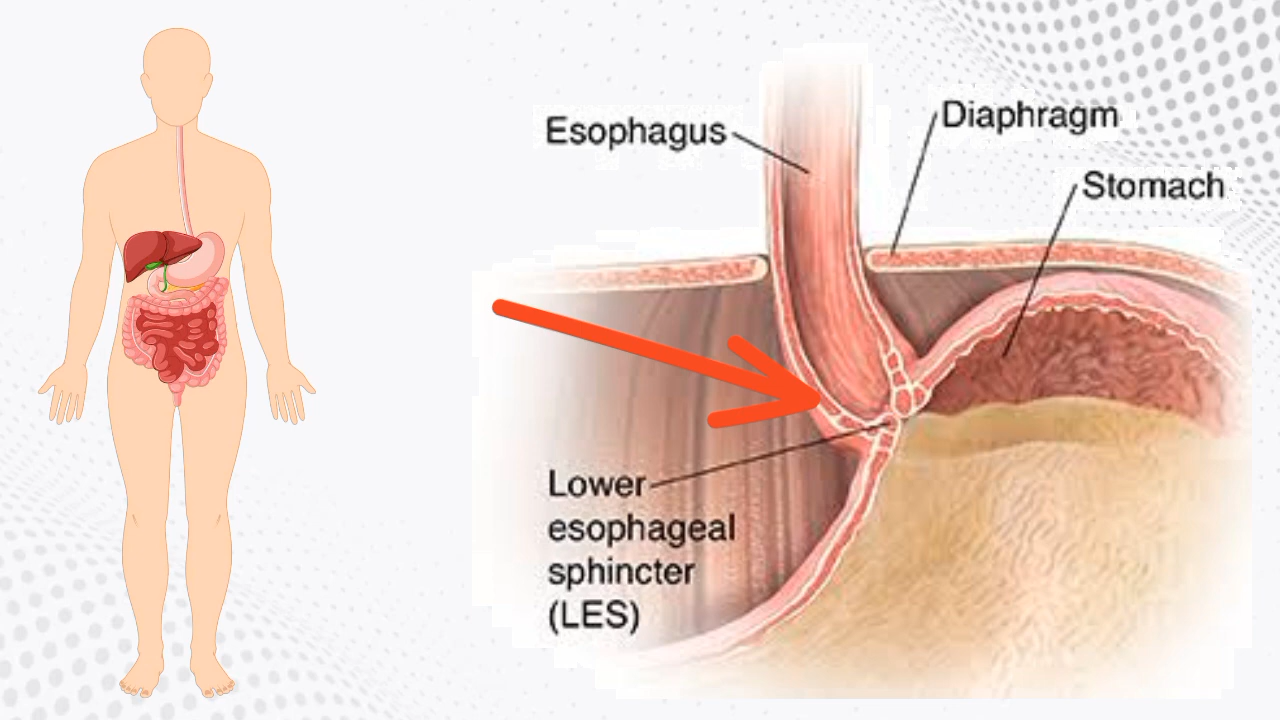 Esophagus
Diaphragm
Stomach
Lower
esophageal
sphincter
(LES)